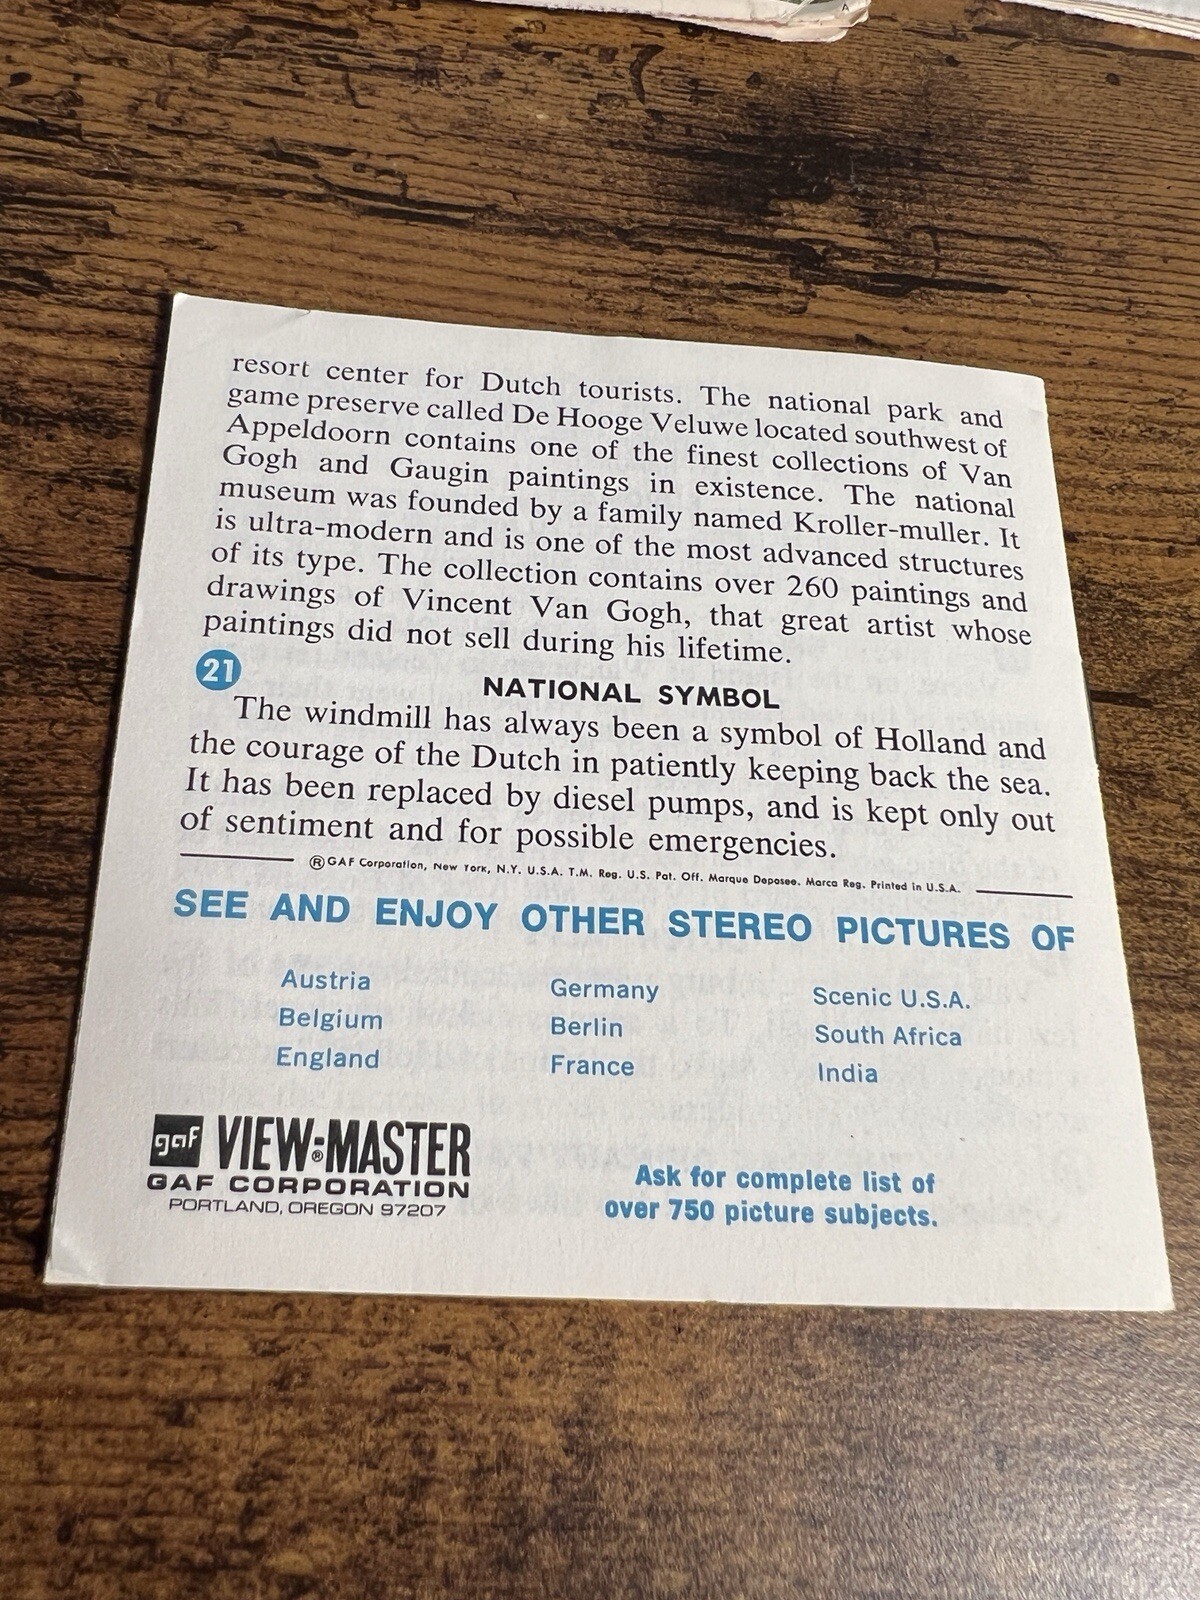 resort center for Dutch tourists. The national park and
game preserve called De Hooge Veluwe located southwest of
Appeldoorn contains one of the finest collections of Van
Gogh and Gaugin paintings in existence. The national
museum was founded by a family named Kroller-muller. It
is ultra-modern and is one of the most advanced structures
of its type. The collection contains over 260 paintings and
drawings of Vincent Van Gogh, that great artist whose
paintings did not sell during his lifetime.
21
NATIONAL SYMBOL
The windmill has always been a symbol of Holland and
the courage of the Dutch in patiently keeping back the sea.
It has been replaced by diesel pumps, and is kept only out
of sentiment and for possible emergencies.
®GAF Corporation, New York, N.Y. U.S.A. T.M. Reg. U.S. Pat. Off. Marque Deposee. Marca Reg. Printed in U.S.A.
SEE AND ENJOY OTHER STEREO PICTURES OF
Austria Germany Scenic U.S.A.
Belgium Berlin South Africa
England France India
gaf VIEW-MASTER®
GAF CORPORATION
PORTLAND, OREGON 97207
Ask for complete list of
over 750 picture subjects.